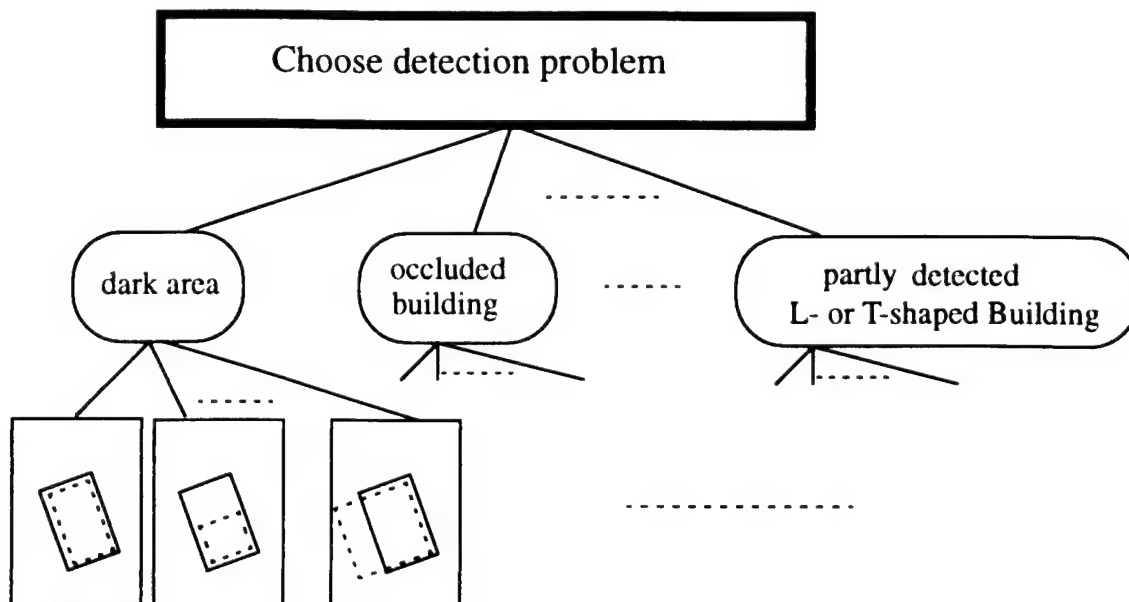 Choose detection problem
dark area
occluded
building
partly detected
L- or T-shaped Building